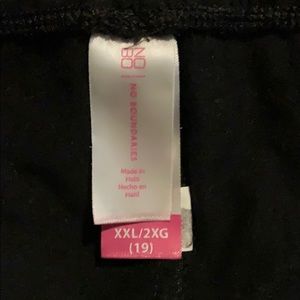 NO
BO
NO BOUNDARIES
Made in
Haiti
Hecho en
Haití
XXL/2XG
(19)